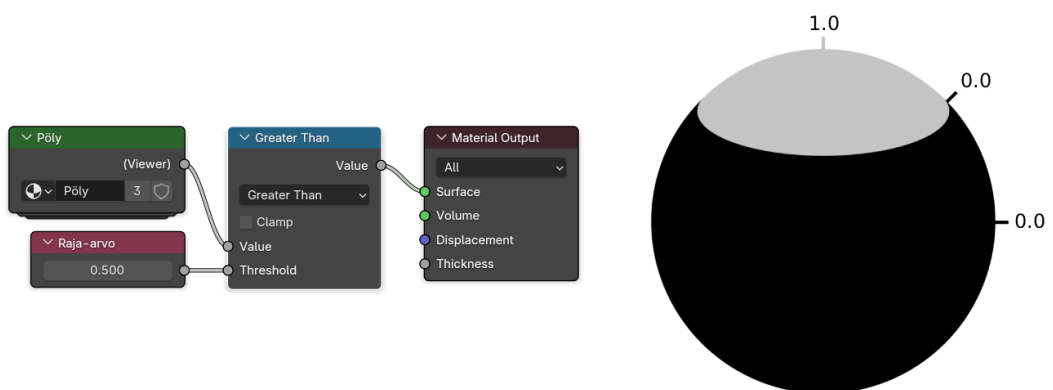 Pöly
(Viewer)
Pöly 3
Raja-arvo
0.500
Greater Than
Value
Greater Than
Clamp
Value
Threshold
Material Output
All
Surface
Volume
Displacement
Thickness
1.0
0.0
0.0